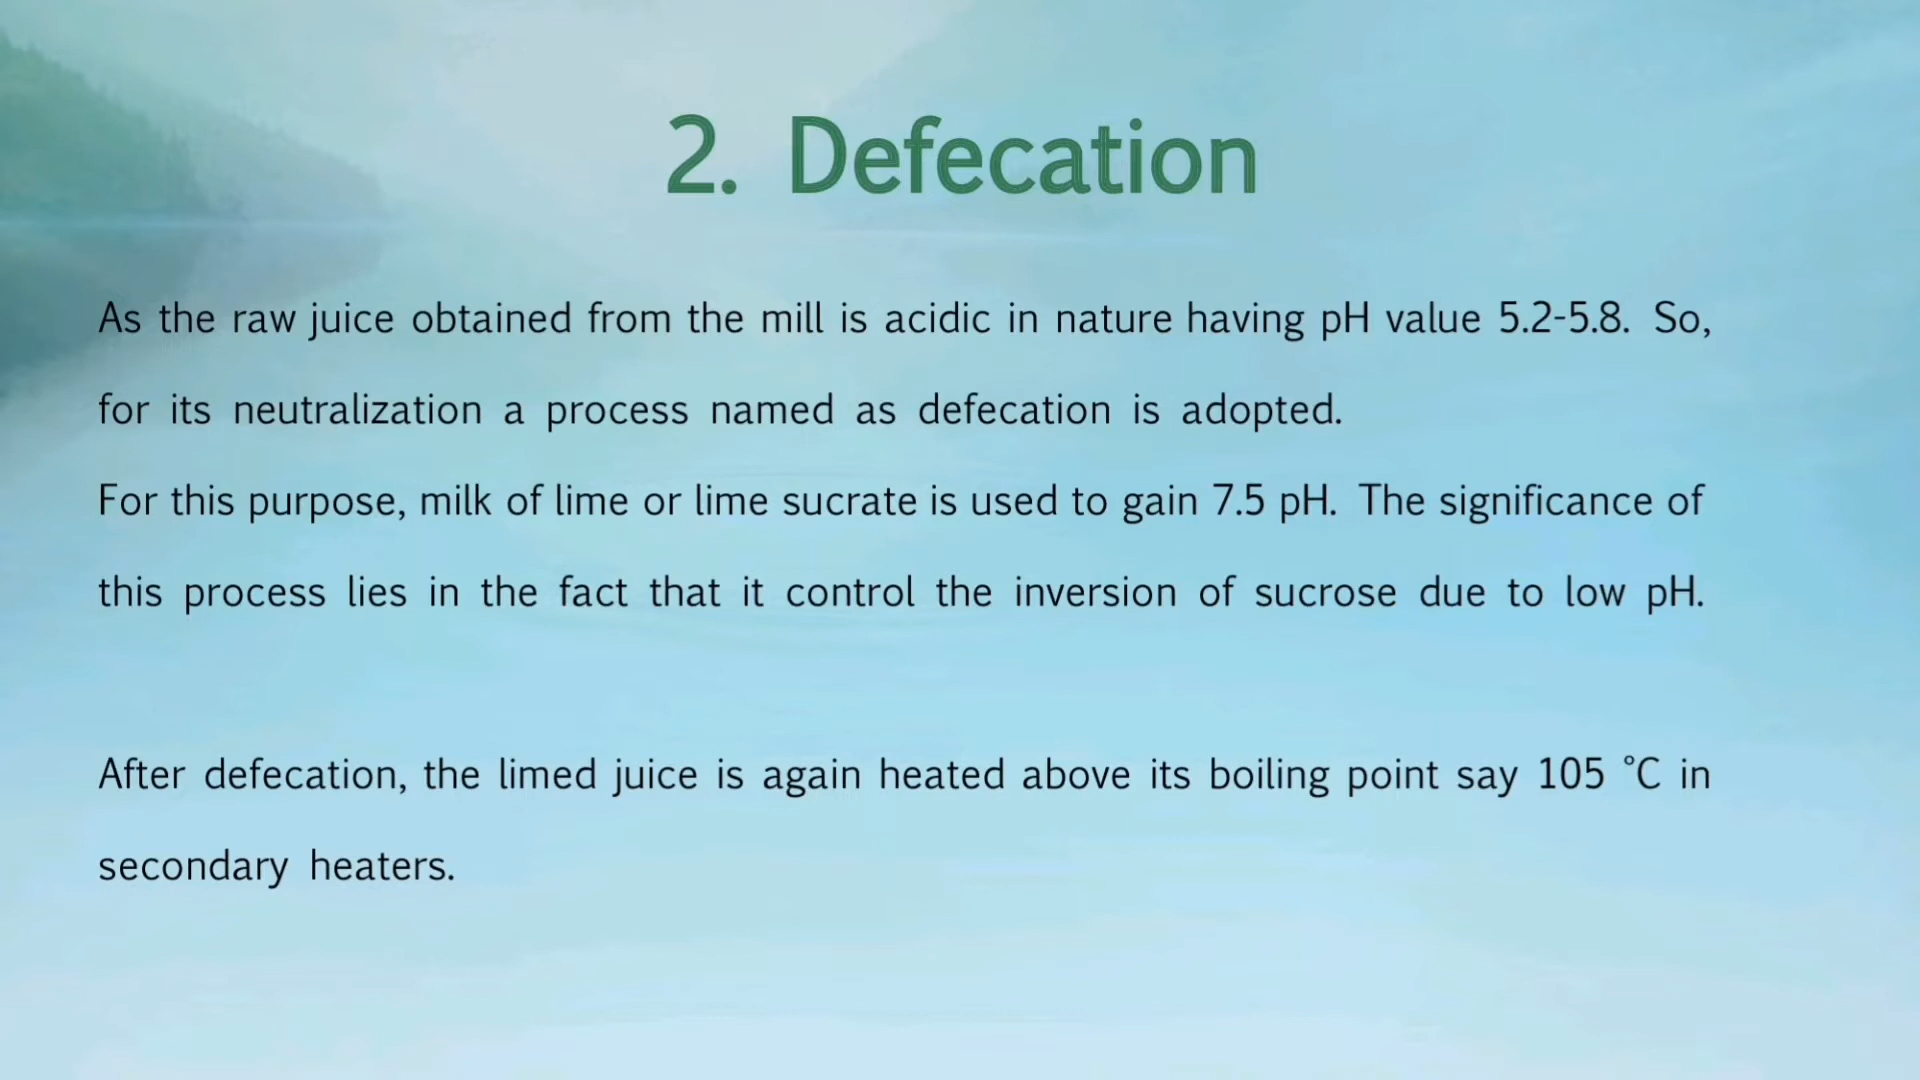 2. Defecation
As the raw juice obtained from the mill is acidic in nature having pH value 5.2-5.8. So,
for its neutralization a process named as defecation is adopted.
For this purpose, milk of lime or lime sucrate is used to gain 7.5 pH. The significance of
this process lies in the fact that it control the inversion of sucrose due to low pH.
After defecation, the limed juice is again heated above its boiling point say 105 °C in
secondary heaters.